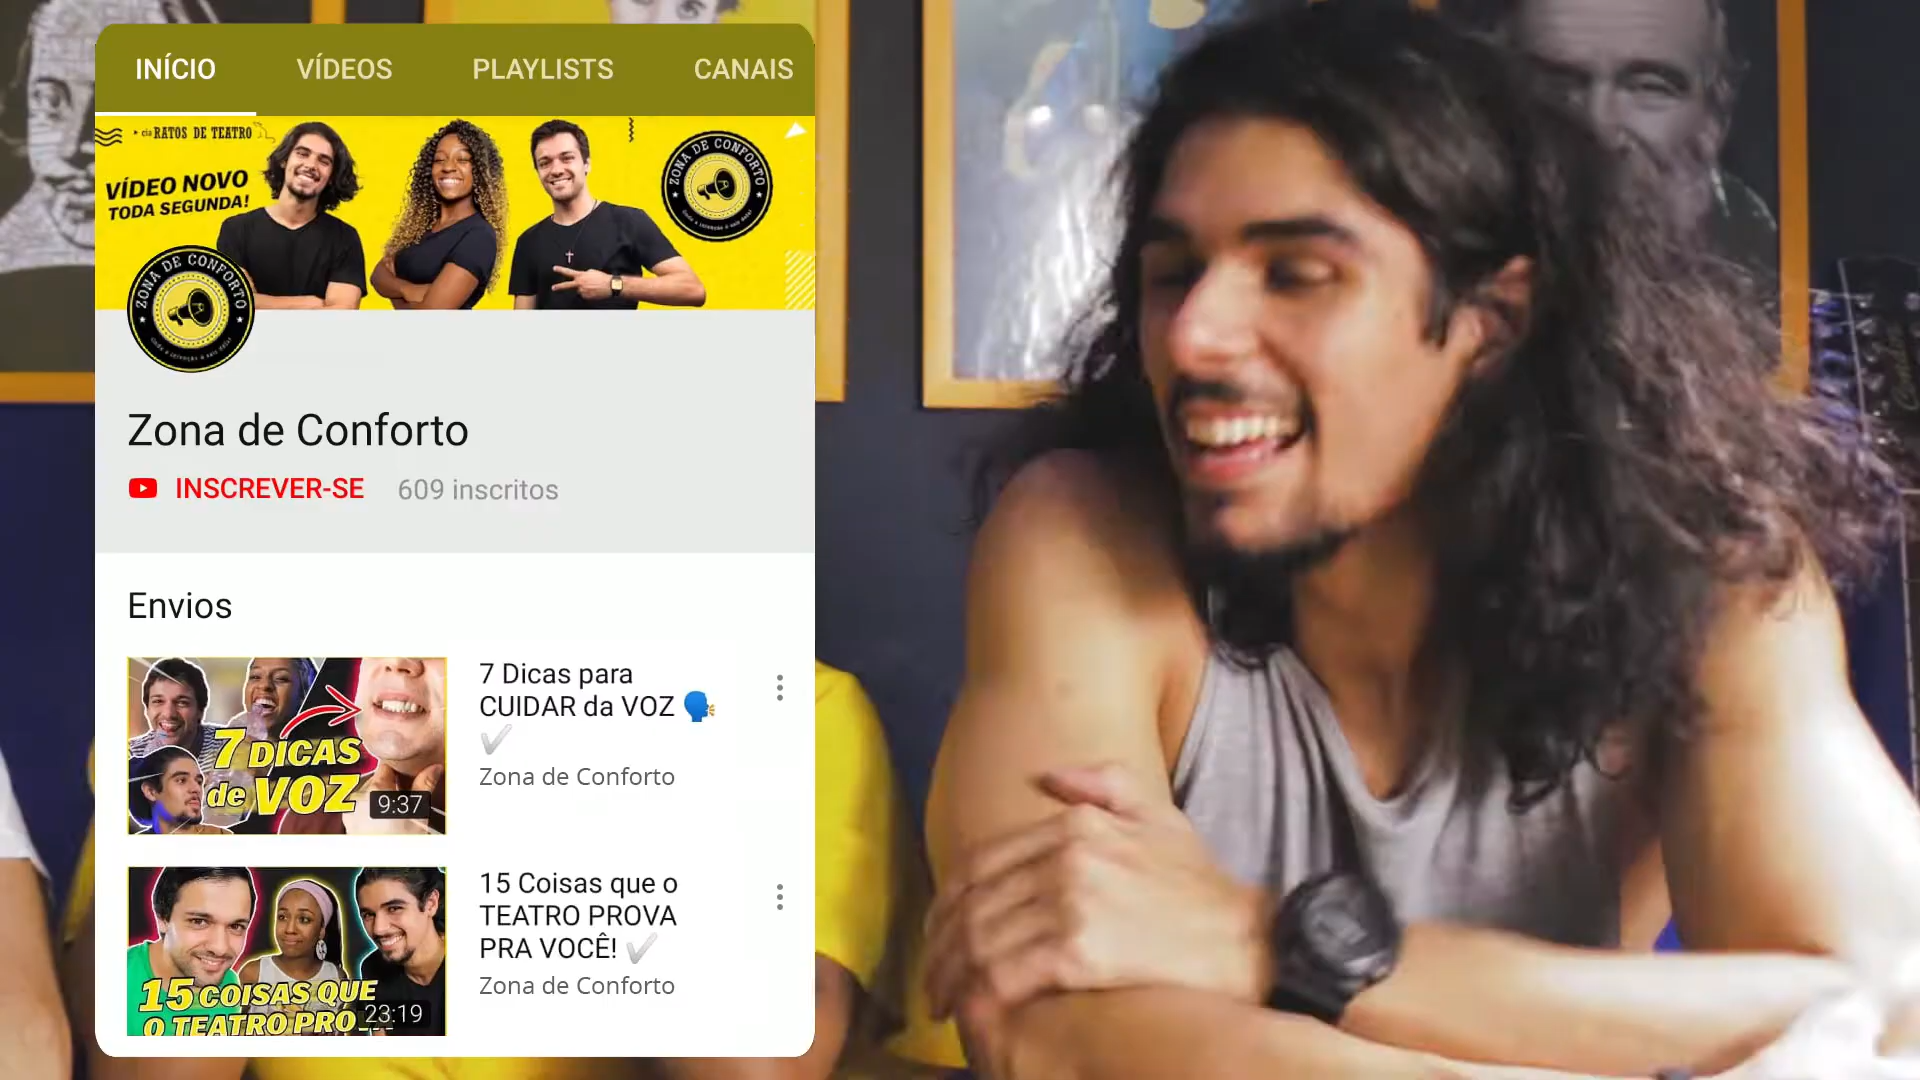 INÍCIO VÍDEOS PLAYLISTS CANAIS
cia RATOS DE TEATRO
VÍDEO NOVO
TODA SEGUNDA!
ZONA DE CONFORTO
ZONA DE CONFORTO
Zona de Conforto
INSCREVER-SE 609 inscritos
Envios
7 DICAS
de VOZ
9:37
7 Dicas para
CUIDAR da VOZ 🗣️
✔
Zona de Conforto
15 COISAS QUE
O TEATRO PRO
23:19
15 Coisas que o
TEATRO PROVA
PRA VOCÊ! ✔
Zona de Conforto